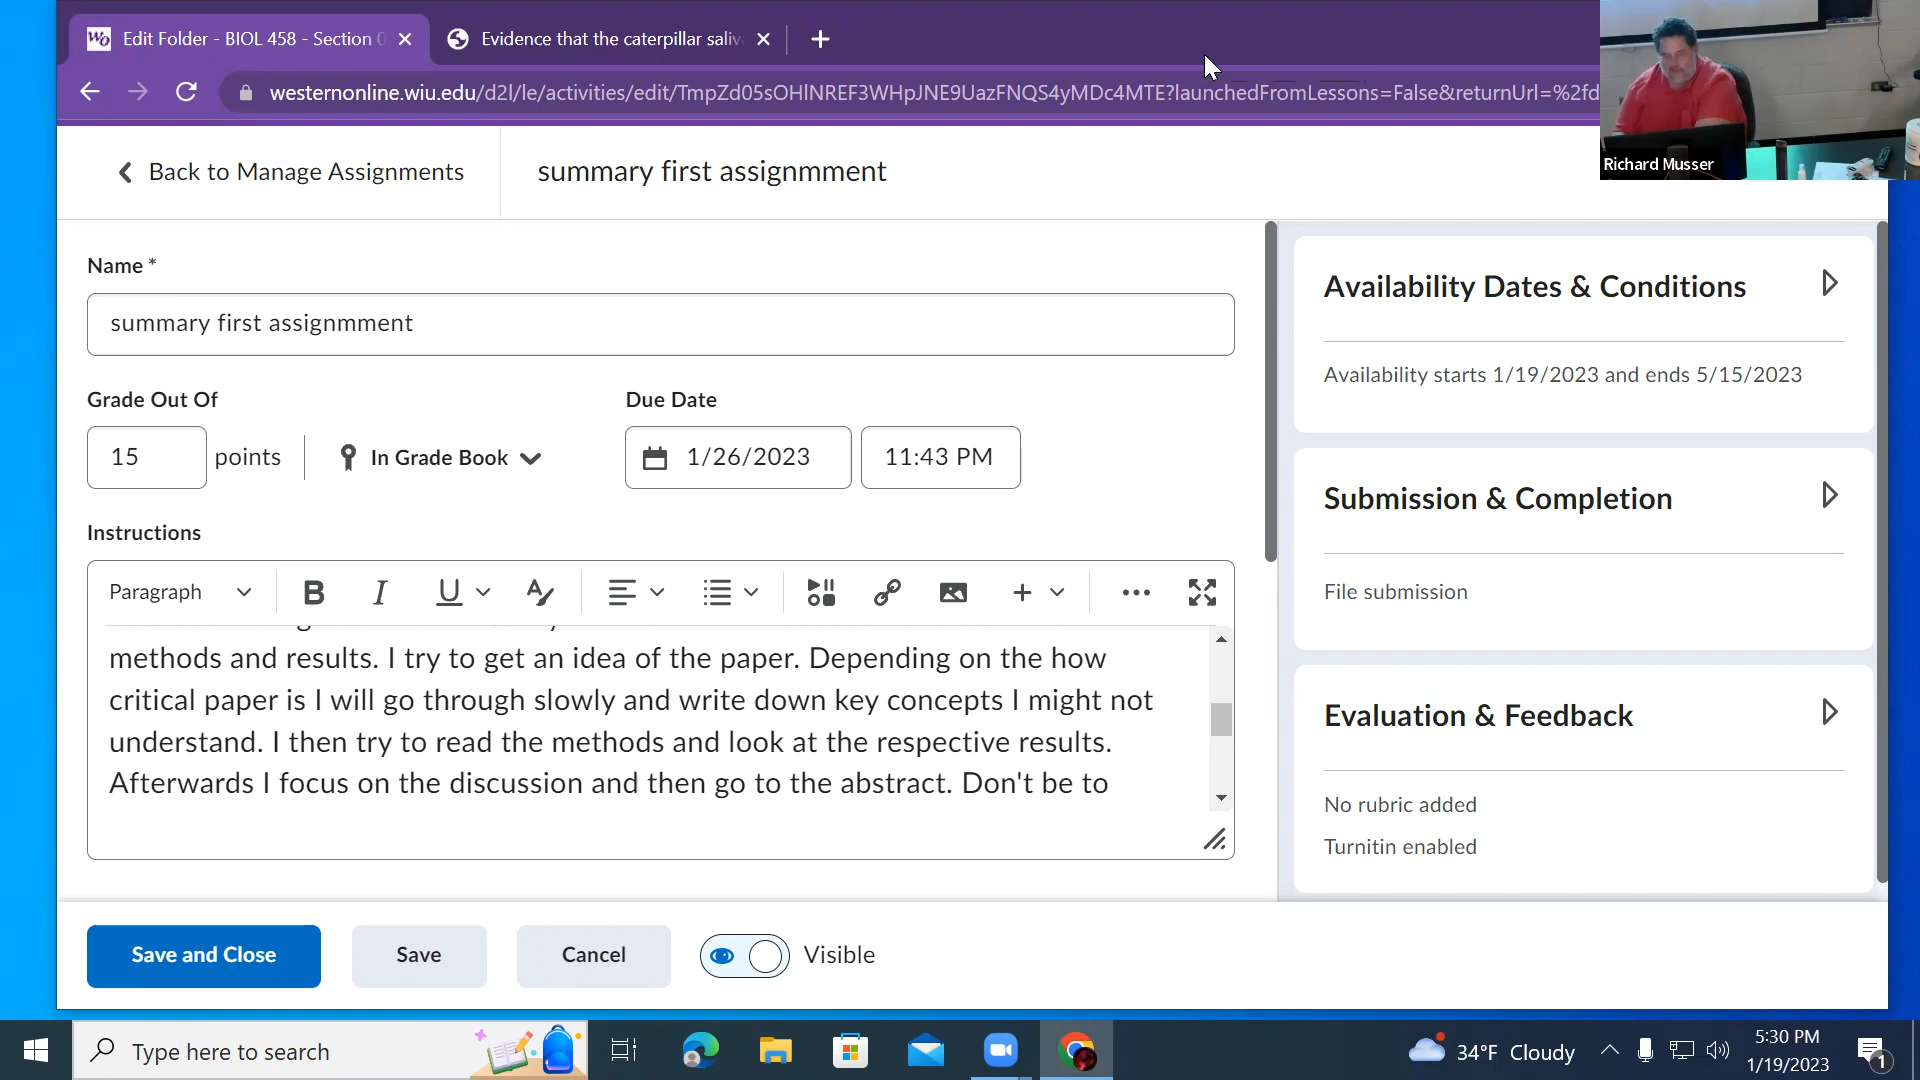 Edit Folder - BIOL 458 - Section 0
Evidence that the caterpillar saliv
westernonline.wiu.edu/d2l/le/activities/edit/TmpZd05sOHlNREF3WHpJNE9UazFNQS4yMDc4MTE?launchedFromLessons=False&returnUrl=%2fd
Richard Musser
Back to Manage Assignments
summary first assignmment
Name *
summary first assignmment
Grade Out Of
Due Date
15 points
In Grade Book
1/26/2023
11:43 PM
Instructions
Paragraph
methods and results. I try to get an idea of the paper. Depending on the how
critical paper is I will go through slowly and write down key concepts I might not
understand. I then try to read the methods and look at the respective results.
Afterwards I focus on the discussion and then go to the abstract. Don't be to
Availability Dates & Conditions
Availability starts 1/19/2023 and ends 5/15/2023
Submission & Completion
File submission
Evaluation & Feedback
No rubric added
Turnitin enabled
Save and Close
Save
Cancel
Visible
Type here to search
34°F Cloudy
5:30 PM
1/19/2023
1